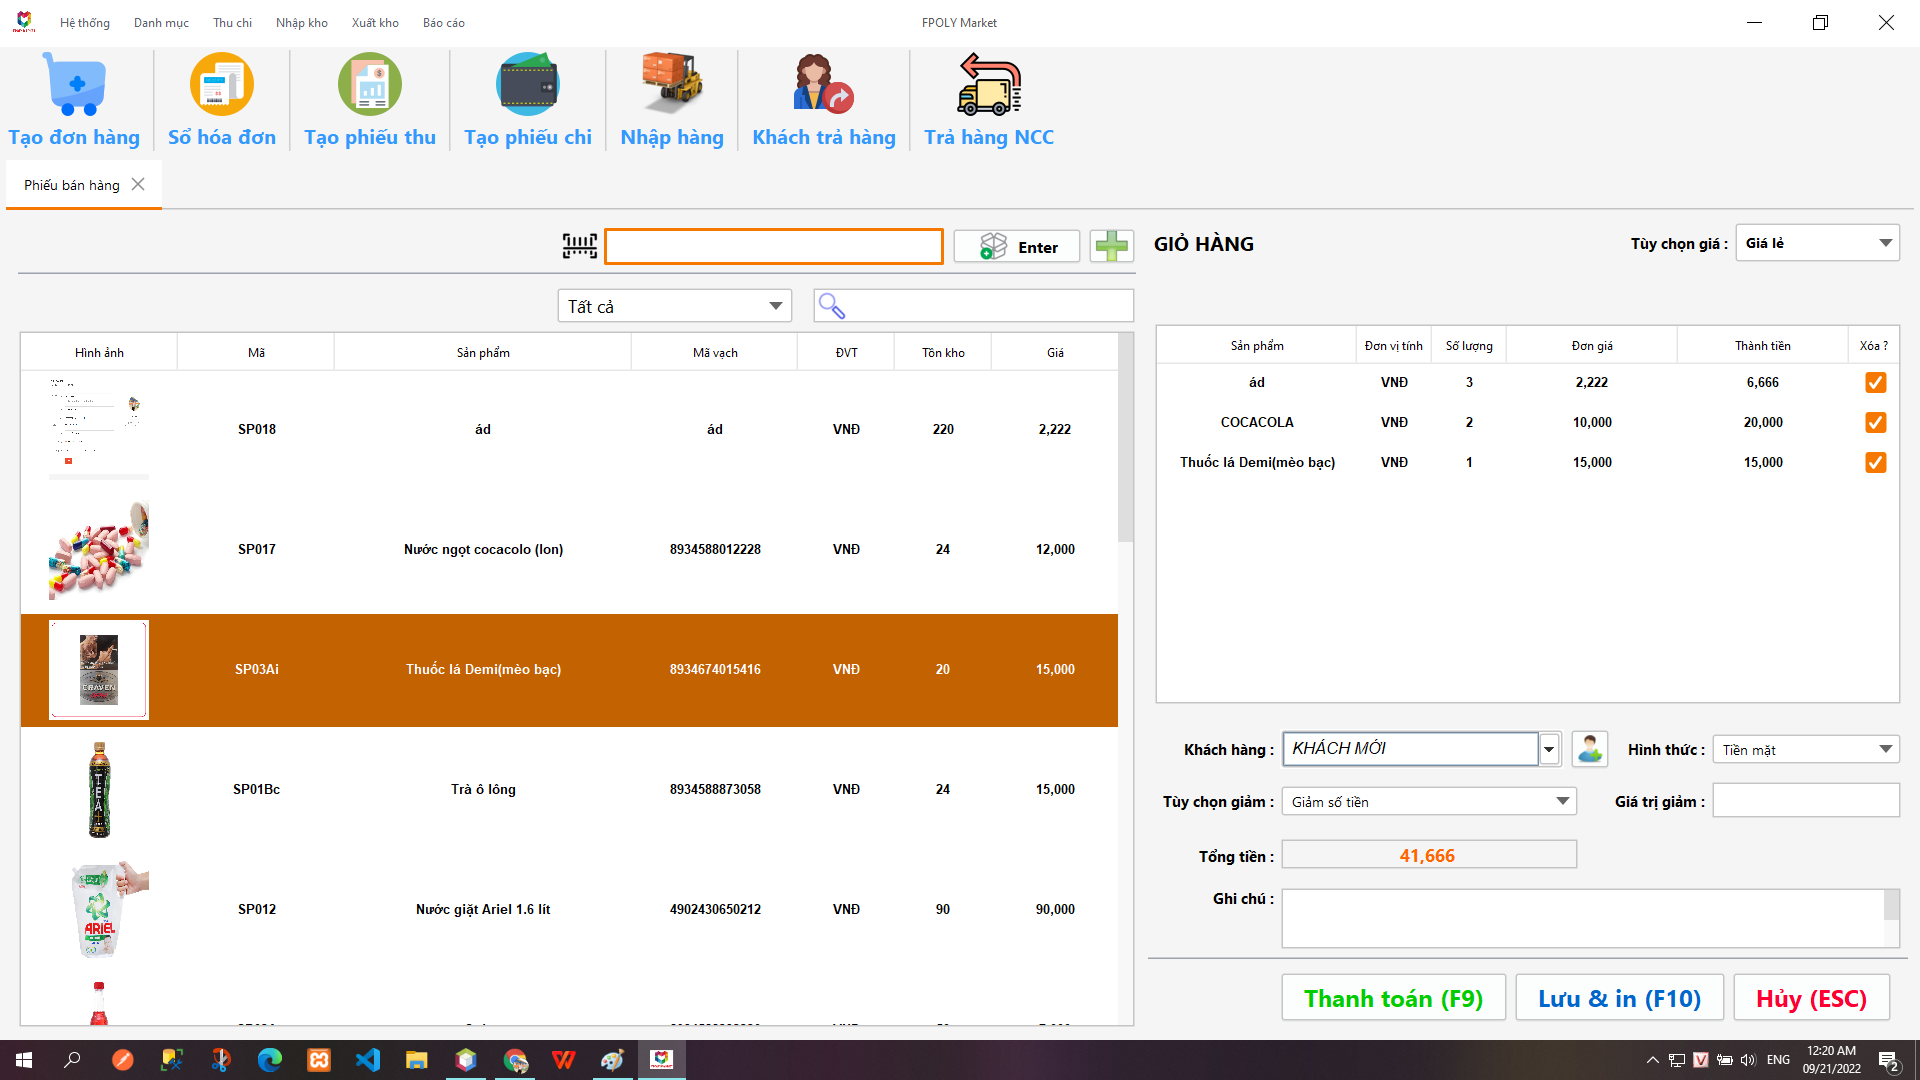 Hệ thống Danh mục Thu chi Nhập kho Xuất kho Báo cáo FPOLY Market
Tạo đơn hàng Sổ hóa đơn Tạo phiếu thu Tạo phiếu chi Nhập hàng Khách trả hàng Trả hàng NCC
Phiếu bán hàng
Enter
GIỎ HÀNG Tùy chọn giá : Giá lẻ
Tất cả
Hình ảnh Mã Sản phẩm Mã vạch ĐVT Tồn kho Giá
SP018 ád ád VNĐ 220 2,222
SP017 Nước ngọt cocacolo (lon) 8934588012228 VNĐ 24 12,000
CRAVEN
SP03Ai Thuốc lá Demi(mèo bạc) 8934674015416 VNĐ 20 15,000
TEA+
SP01Bc Trà ô lông 8934588873058 VNĐ 24 15,000
ARIEL
SP012 Nước giặt Ariel 1.6 lít 4902430650212 VNĐ 90 90,000
Sản phẩm Đơn vị tính Số lượng Đơn giá Thành tiền Xóa ?
ád VNĐ 3 2,222 6,666
COCACOLA VNĐ 2 10,000 20,000
Thuốc lá Demi(mèo bạc) VNĐ 1 15,000 15,000
Khách hàng : KHÁCH MỚI Hình thức : Tiền mặt
Tùy chọn giảm : Giảm số tiền Giá trị giảm :
Tổng tiền : 41,666
Ghi chú :
Thanh toán (F9) Lưu & in (F10) Hủy (ESC)
ENG 12:20 AM
09/21/2022 2